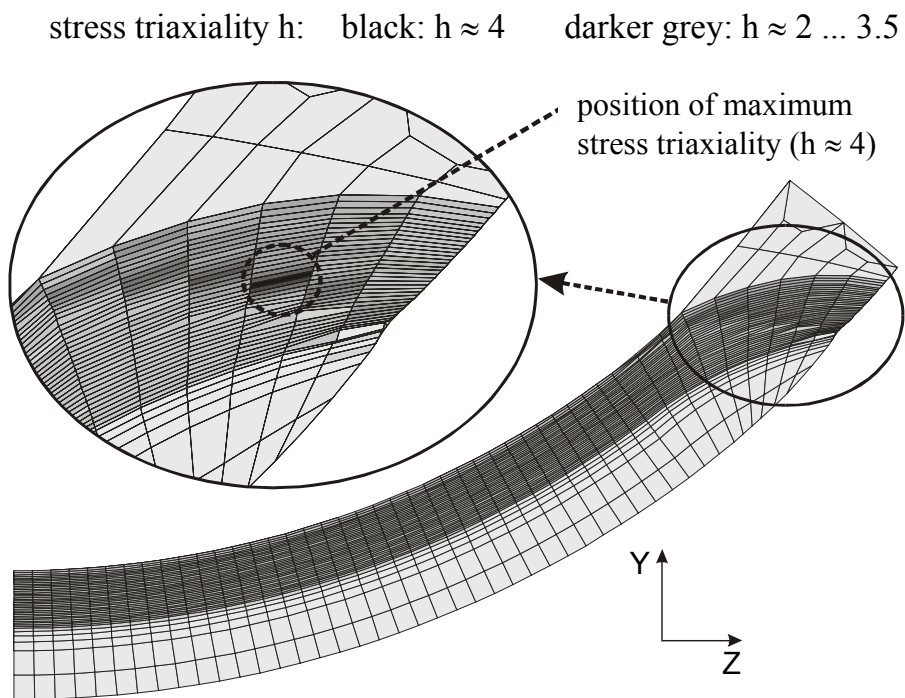 stress triaxiality h: black: h ≈ 4 darker grey: h ≈ 2 ... 3.5
position of maximum
stress triaxiality (h ≈ 4)
Y
Z